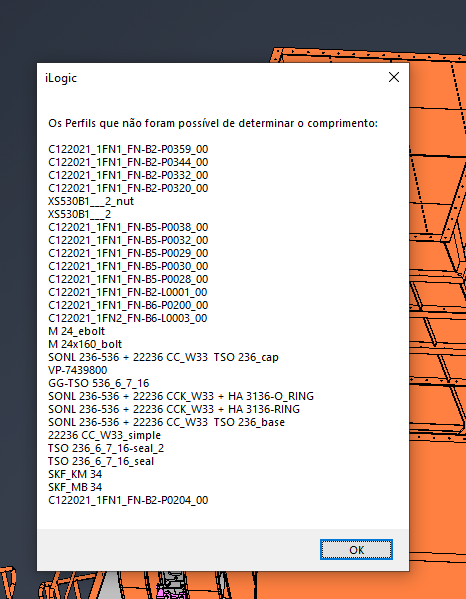 iLogic
Os Perfils que não foram possível de determinar o comprimento:
C122021_1FN1_FN-B2-P0359_00
C122021_1FN1_FN-B2-P0344_00
C122021_1FN1_FN-B2-P0332_00
C122021_1FN1_FN-B2-P0320_00
XS530B1___2_nut
XS530B1___2
C122021_1FN1_FN-B5-P0038_00
C122021_1FN1_FN-B5-P0032_00
C122021_1FN1_FN-B5-P0029_00
C122021_1FN1_FN-B5-P0030_00
C122021_1FN1_FN-B5-P0028_00
C122021_1FN1_FN-B2-L0001_00
C122021_1FN1_FN-B6-P0200_00
C122021_1FN2_FN-B6-L0003_00
M 24_ebolt
M 24x160_bolt
SONL 236-536 + 22236 CC_W33  TSO 236_cap
VP-7439800
GG-TSO 536_6_7_16
SONL 236-536 + 22236 CCK_W33 + HA 3136-O_RING
SONL 236-536 + 22236 CCK_W33 + HA 3136-RING
SONL 236-536 + 22236 CC_W33  TSO 236_base
22236 CC_W33_simple
TSO 236_6_7_16-seal_2
TSO 236_6_7_16_seal
SKF_KM 34
SKF_MB 34
C122021_1FN1_FN-B2-P0204_00
OK